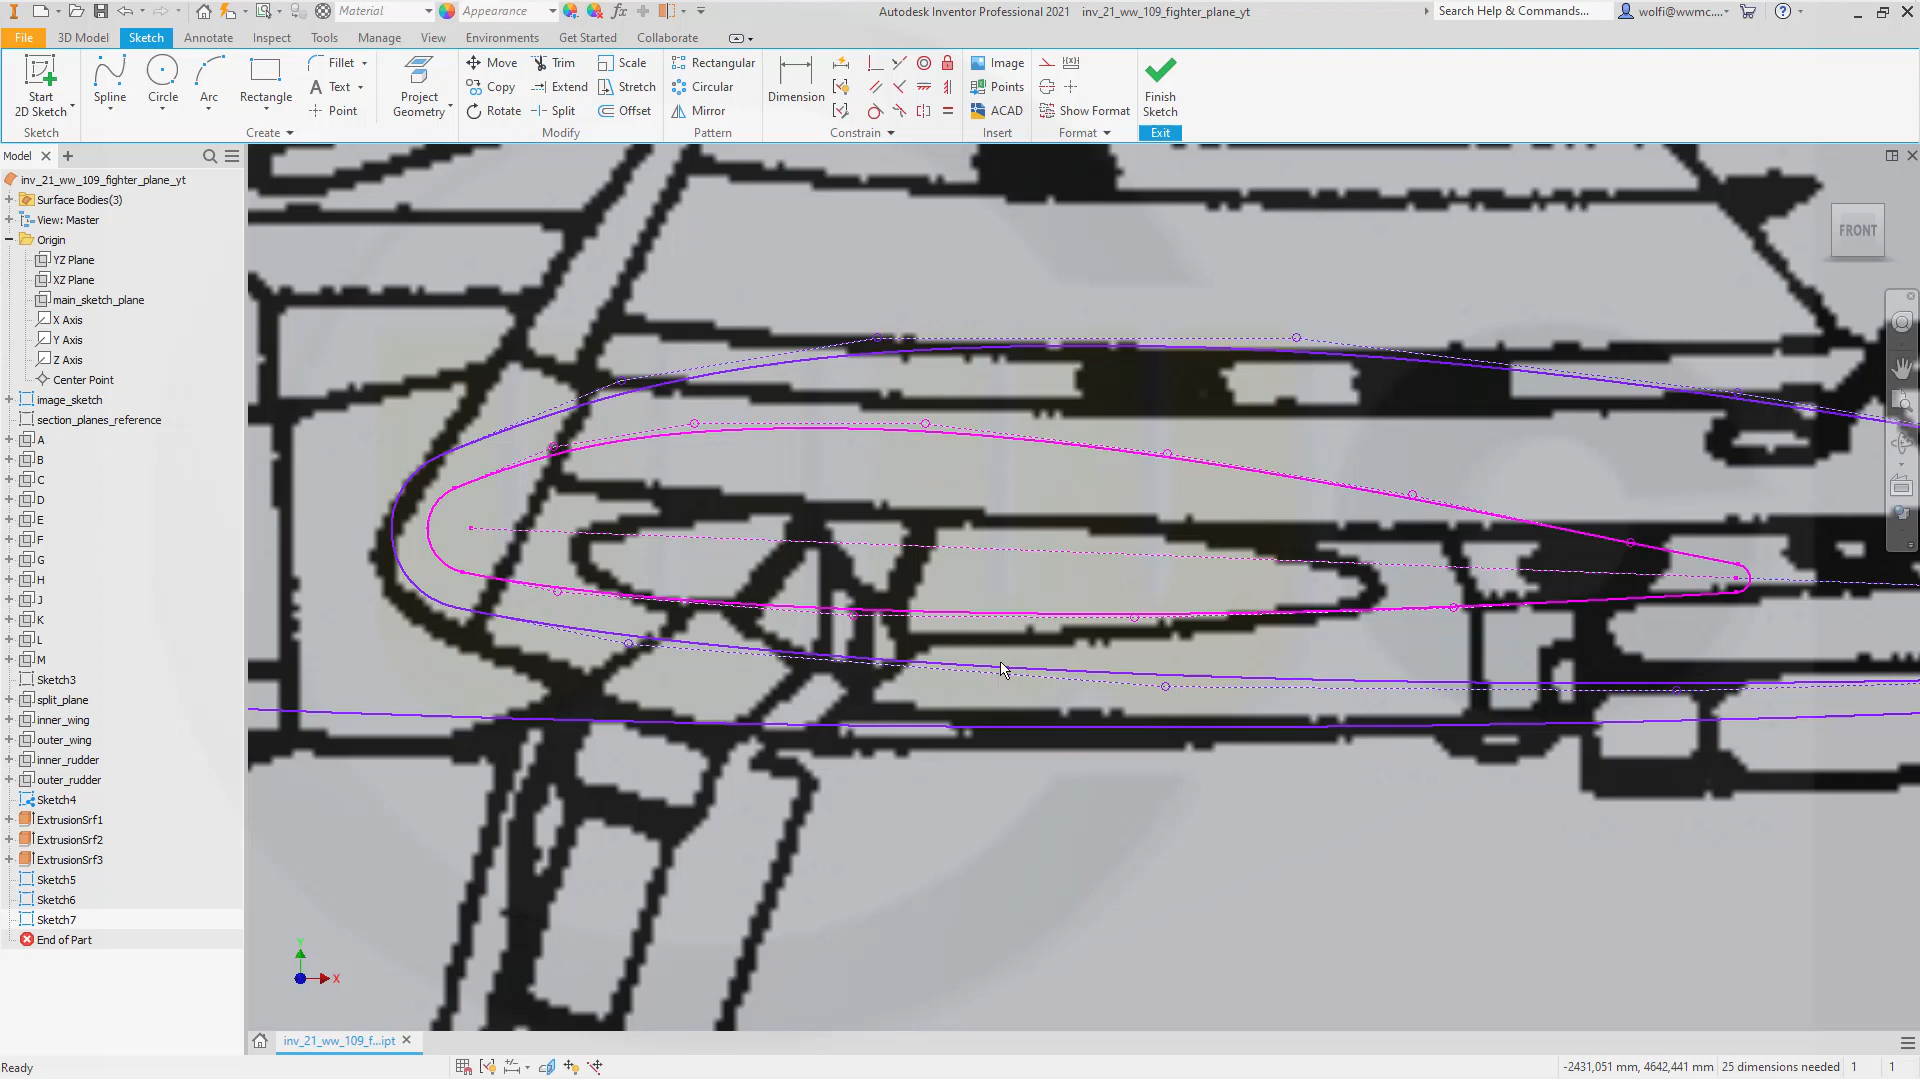 Material
Appearance
Autodesk Inventor Professional 2021 inv_21_ww_109_fighter_plane_yt
Search Help & Commands...
wolfi@wwmc....
File 3D Model Sketch Annotate Inspect Tools Manage View Environments Get Started Collaborate
Start
2D Sketch
Spline
Circle
Arc
Rectangle
Fillet
Text
Point
Project
Geometry
Move
Copy
Rotate
Trim
Extend
Split
Scale
Stretch
Offset
Rectangular
Circular
Mirror
Dimension
Image
Points
ACAD
Show Format
Finish
Sketch
Sketch Create Modify Pattern Constrain Insert Format Exit
Model
inv_21_ww_109_fighter_plane_yt
Surface Bodies(3)
View: Master
Origin
YZ Plane
XZ Plane
main_sketch_plane
X Axis
Y Axis
Z Axis
Center Point
image_sketch
section_planes_reference
A
B
C
D
E
F
G
H
J
K
L
M
Sketch3
split_plane
inner_wing
outer_wing
inner_rudder
outer_rudder
Sketch4
ExtrusionSrf1
ExtrusionSrf2
ExtrusionSrf3
Sketch5
Sketch6
Sketch7
End of Part
FRONT
Y
X
inv_21_ww_109_f...ipt
Ready
-2431,051 mm, 4642,441 mm 25 dimensions needed 1 1